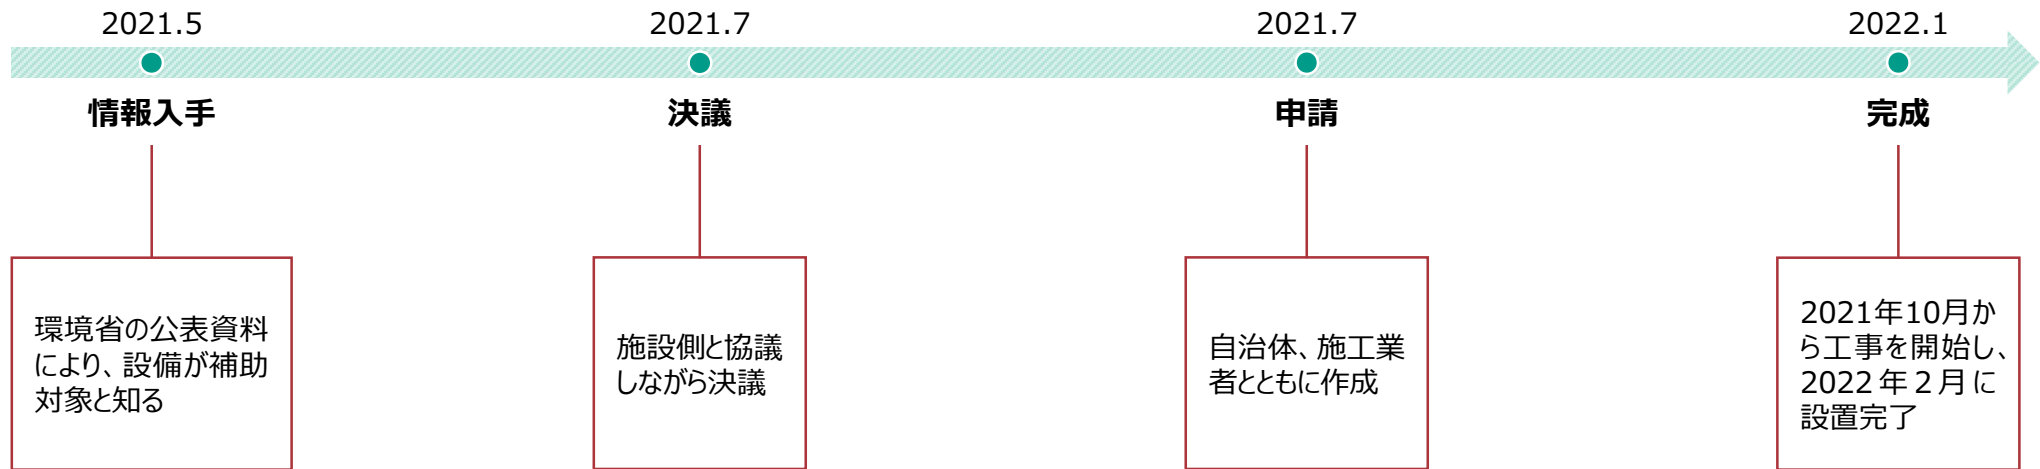 2021.5
2021.7
2021.7
2022.1
情報入手
決議
申請
完成
環境省の公表資料
により、設備が補助
対象と知る
施設側と協議
しながら決議
自治体、施工業
者とともに作成
2021年10月か
ら工事を開始し、
2022年2月に
設置完了